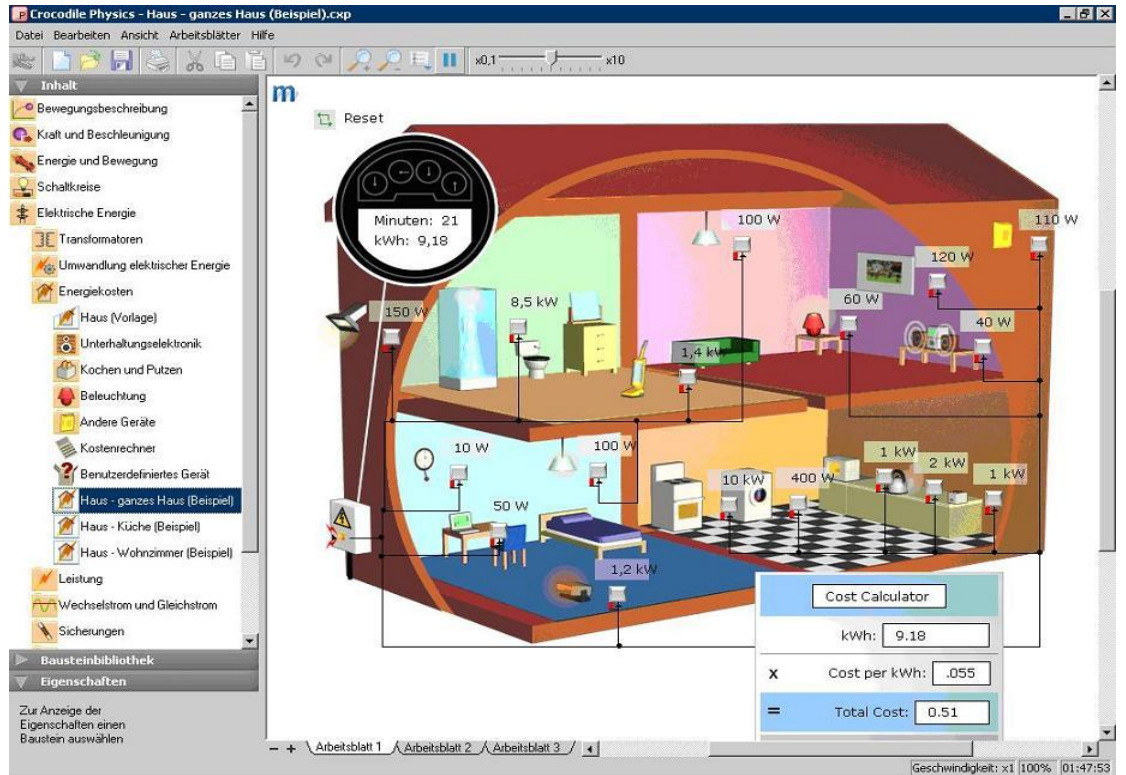 Crocodile Physics - Haus - ganzes Haus (Beispiel).cxp
Datei Bearbeiten Ansicht Arbeitsblätter Hilfe
x0,1 x10
Inhalt
Bewegungsbeschreibung
Kraft und Beschleunigung
Energie und Bewegung
Schaltkreise
Elektrische Energie
Transformatoren
Umwandlung elektrischer Energie
Energiekosten
Haus (Vorlage)
Unterhaltungselektronik
Kochen und Putzen
Beleuchtung
Andere Geräte
Kostenrechner
Benutzerdefiniertes Gerät
Haus - ganzes Haus (Beispiel)
Haus - Küche (Beispiel)
Haus - Wohnzimmer (Beispiel)
Leistung
Wechselstrom und Gleichstrom
Sicherungen
Bausteinbibliothek
Eigenschaften
Zur Anzeige der
Eigenschaften einen
Baustein auswählen
m
Reset
Minuten: 21
kWh: 9,18
100 W
110 W
120 W
150 W
8,5 kW
60 W
40 W
1,4 kW
10 W
100 W
1 kW
2 kW
1 kW
10 kW
400 W
50 W
1,2 kW
Cost Calculator
kWh: 9.18
x Cost per kWh: .055
= Total Cost: 0.51
- + Arbeitsblatt 1 Arbeitsblatt 2 Arbeitsblatt 3
Geschwindigkeit: x1 100% 01:47:53